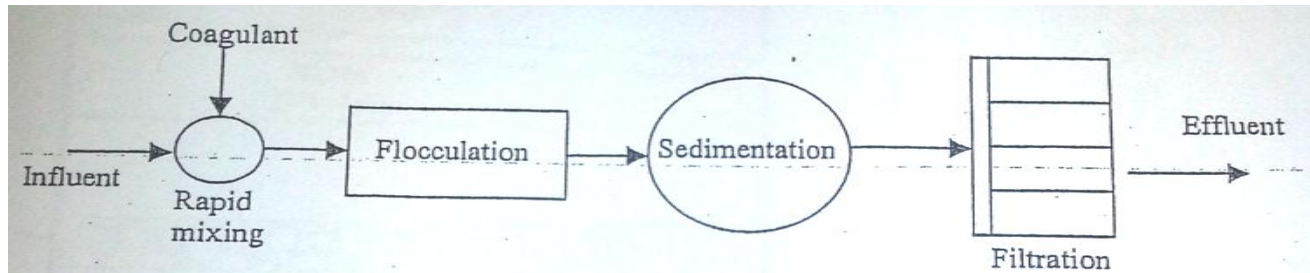 Coagulant
Influent
Rapid
mixing
Flocculation
Sedimentation
Filtration
Effluent